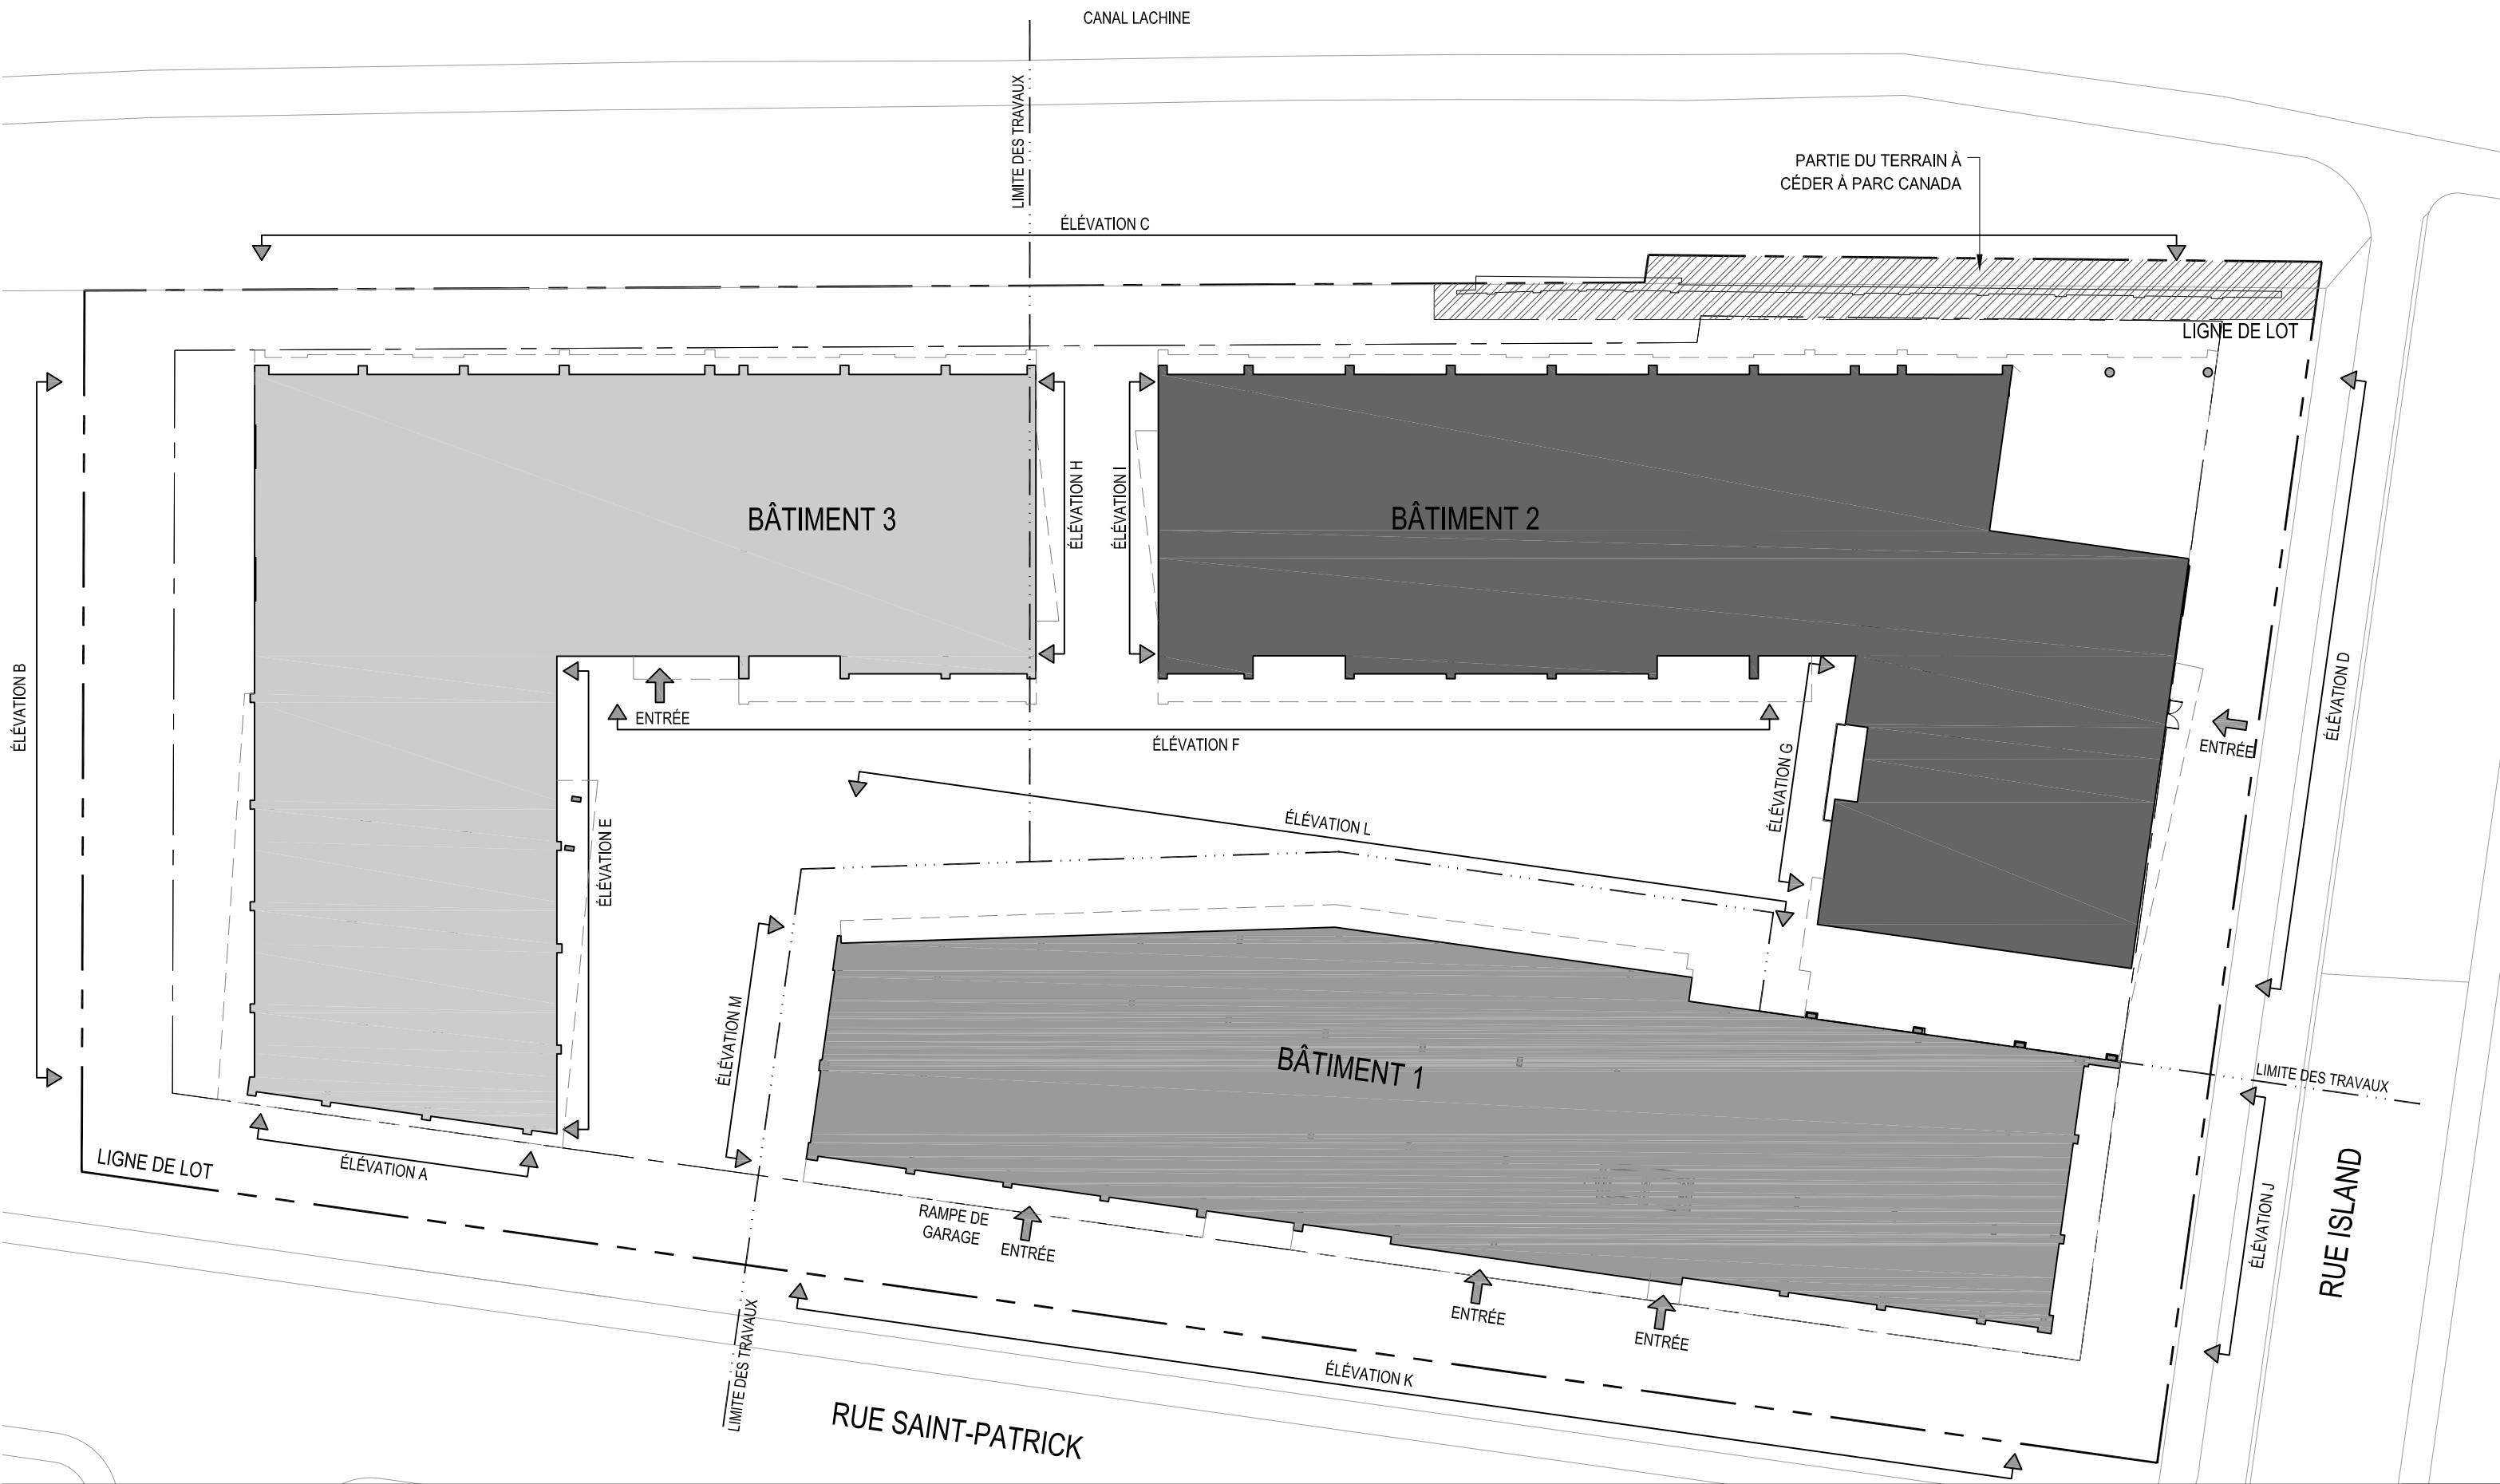 CANAL LACHINE
LIMITE DES TRAVAUX
PARTIE DU TERRAIN À
CÉDER À PARC CANADA
ÉLÉVATION C
LIGNE DE LOT
BÂTIMENT 3
ÉLÉVATION H
ÉLÉVATION I
BÂTIMENT 2
ÉLÉVATION B
ENTRÉE
ÉLÉVATION F
ÉLÉVATION G
ENTRÉE
ÉLÉVATION D
ÉLÉVATION E
ÉLÉVATION L
ÉLÉVATION M
BÂTIMENT 1
LIMITE DES TRAVAUX
LIGNE DE LOT
ÉLÉVATION A
RAMPE DE
GARAGE
ENTRÉE
ENTRÉE
ENTRÉE
ÉLÉVATION J
RUE ISLAND
LIMITE DES TRAVAUX
ÉLÉVATION K
RUE SAINT-PATRICK